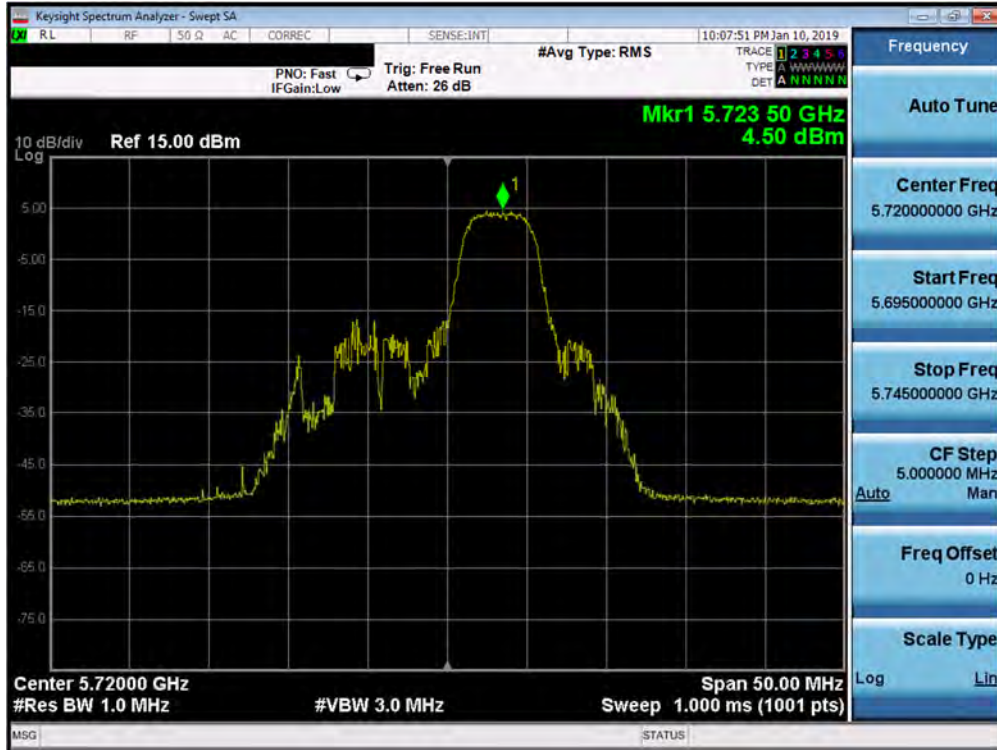 Keysight Spectrum Analyzer - Swept SA
LXI RL RF 50 Ω AC CORREC SENSE:INT 10:07:51 PM Jan 10, 2019
#Avg Type: RMS
TRACE 1 2 3 4 5 6
PNO: Fast Trig: Free Run
TYPE A WWWWW
IFGain:Low Atten: 26 dB
DET A N N N N N
Mkr1 5.723 50 GHz
4.50 dBm
10 dB/div Ref 15.00 dBm
Log
1
5.00
-5.00
-15.0
-25.0
-35.0
-45.0
-55.0
-65.0
-75.0
Center 5.72000 GHz Span 50.00 MHz
#Res BW 1.0 MHz #VBW 3.0 MHz Sweep 1.000 ms (1001 pts)
MSG STATUS
Frequency
Auto Tune
Center Freq
5.720000000 GHz
Start Freq
5.695000000 GHz
Stop Freq
5.745000000 GHz
CF Step
5.000000 MHz
Auto Man
Freq Offset
0 Hz
Scale Type
Log Lin